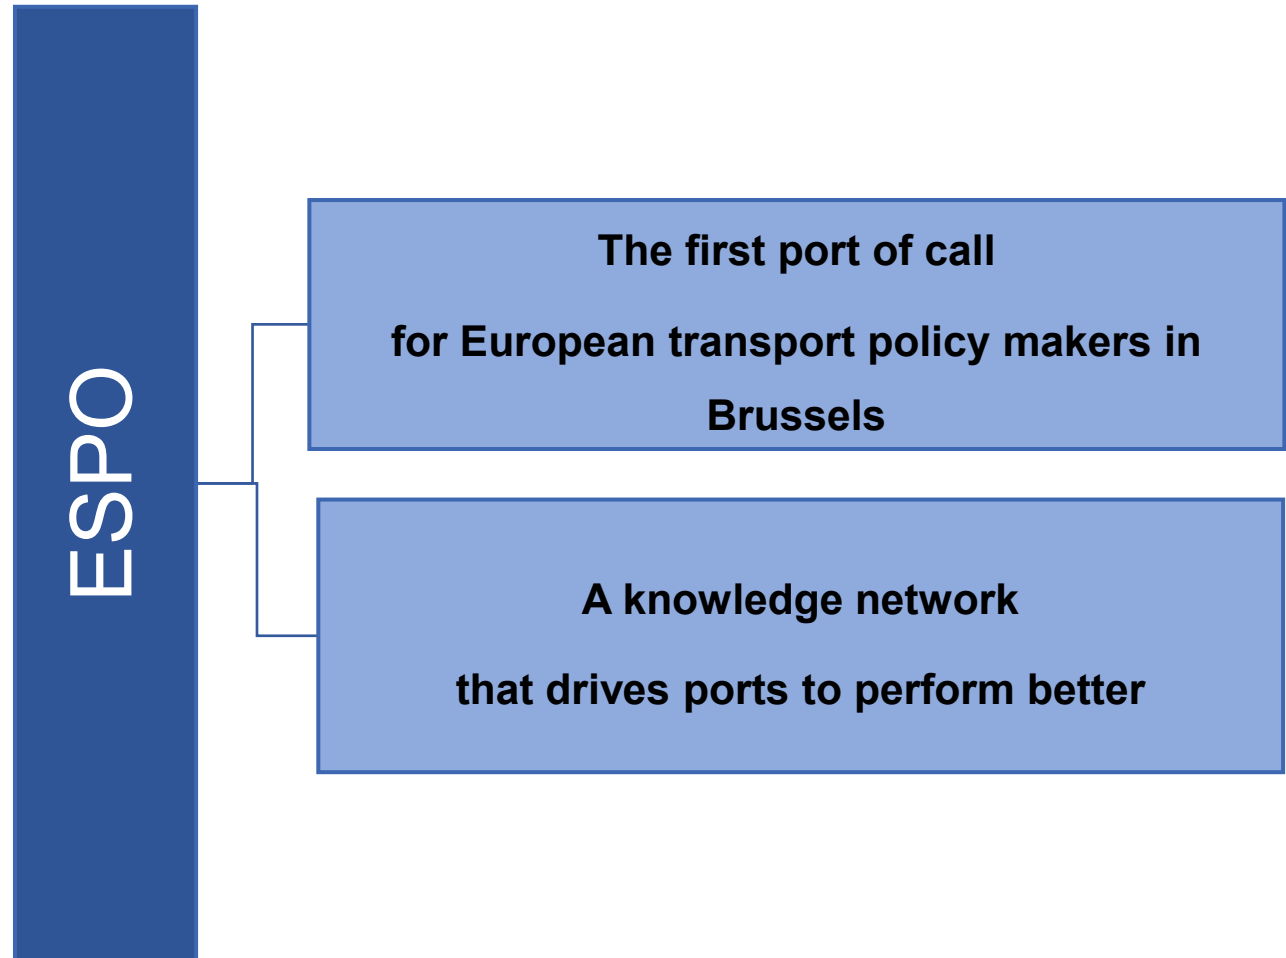 ESPO
The first port of call
for European transport policy makers in
Brussels
A knowledge network
that drives ports to perform better